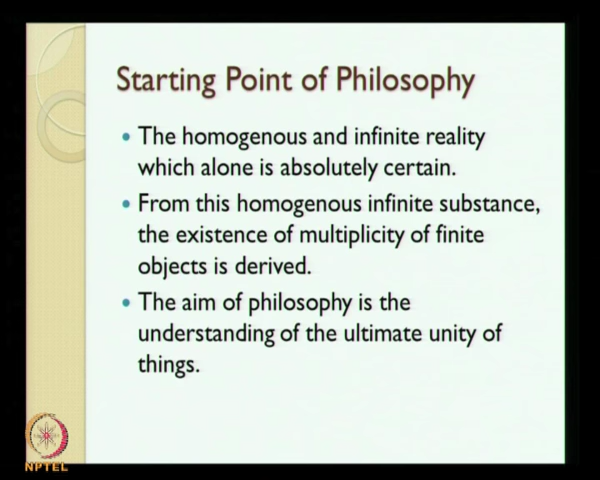 Starting Point of Philosophy
• The homogenous and infinite reality
which alone is absolutely certain.
• From this homogenous infinite substance,
the existence of multiplicity of finite
objects is derived.
• The aim of philosophy is the
understanding of the ultimate unity of
things.
NPTEL